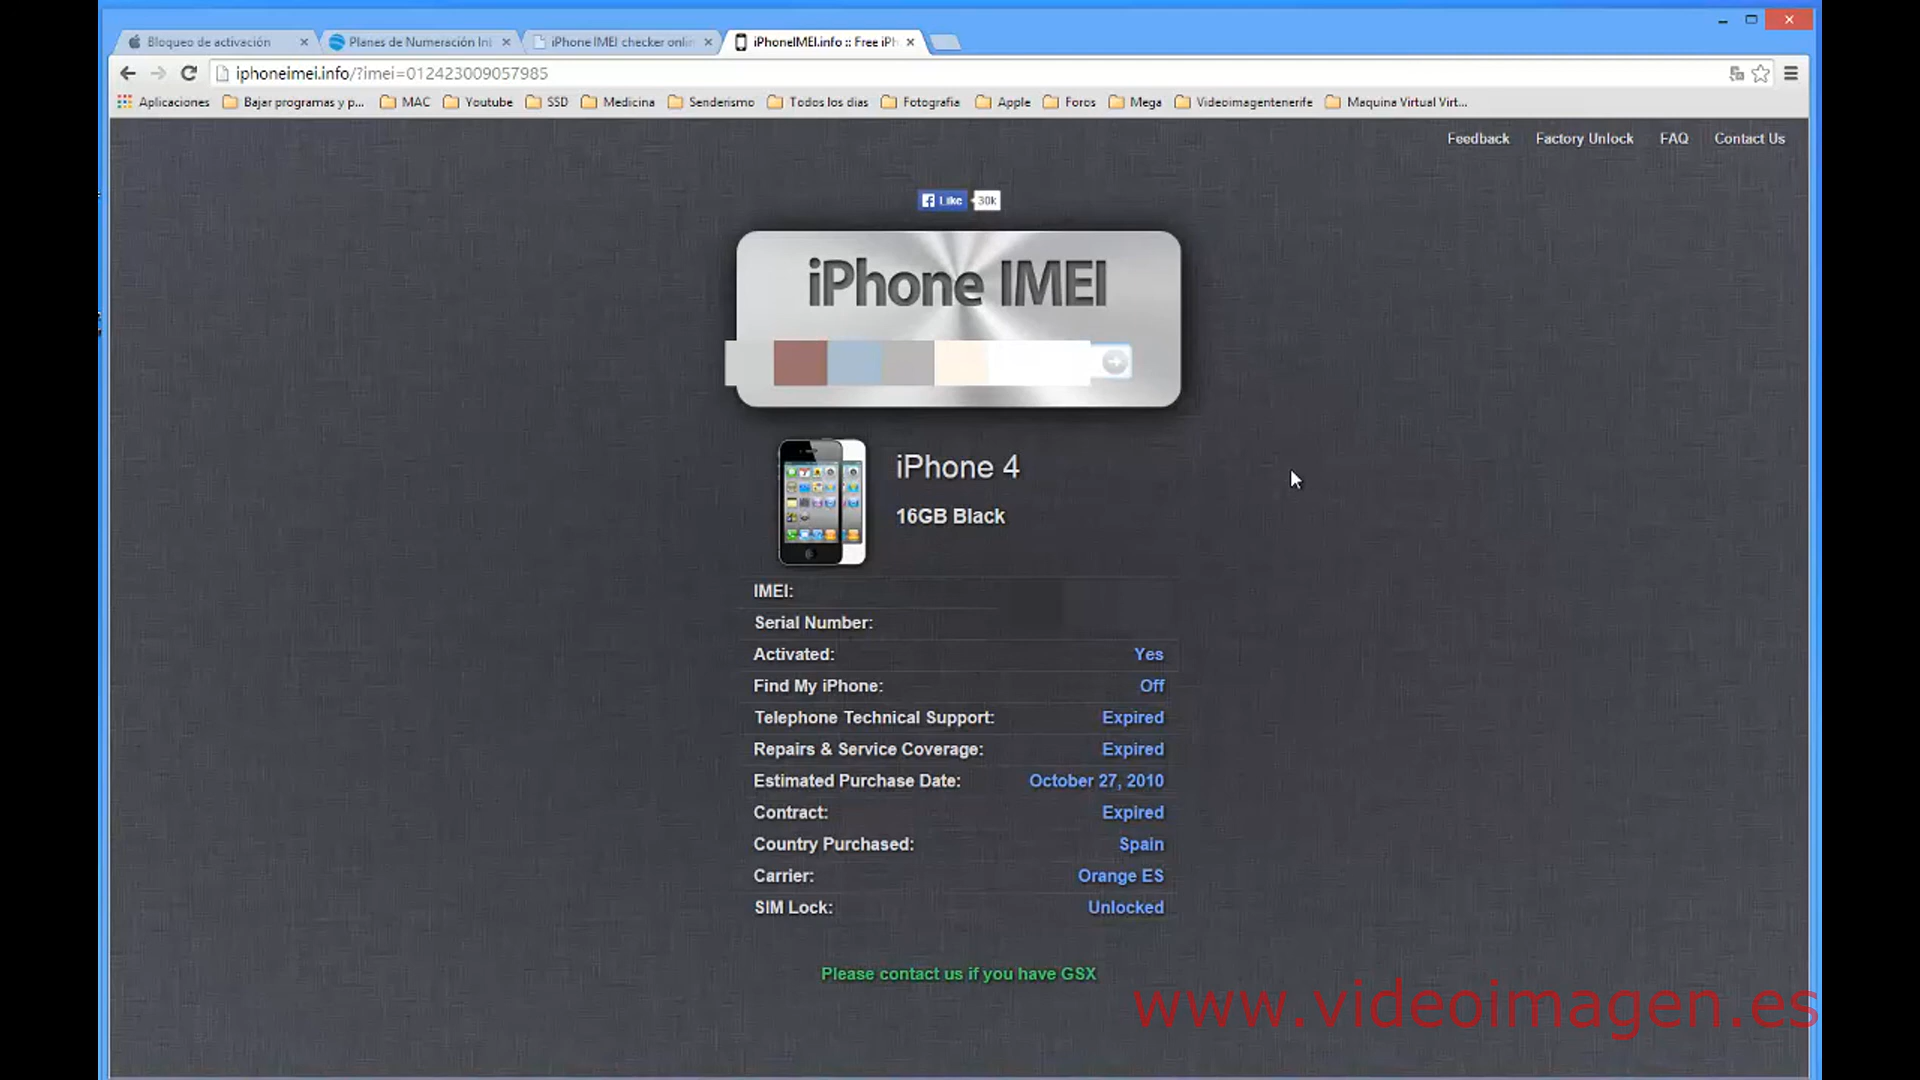 Bloqueo de activación
Planes de Numeración Int
iPhone IMEI checker onlin
iPhoneIMEI.info :: Free iPh
iphoneimei.info/?imei=012423009057985
Aplicaciones
Bajar programas y p...
MAC
Youtube
SSD
Medicina
Senderismo
Todos los dias
Fotografia
Apple
Foros
Mega
Videoimagentenerife
Maquina Virtual Virt...
Feedback
Factory Unlock
FAQ
Contact Us
Like
30k
iPhone IMEI
iPhone 4
16GB Black
IMEI:
Serial Number:
Activated: Yes
Find My iPhone: Off
Telephone Technical Support: Expired
Repairs & Service Coverage: Expired
Estimated Purchase Date: October 27, 2010
Contract: Expired
Country Purchased: Spain
Carrier: Orange ES
SIM Lock: Unlocked
Please contact us if you have GSX
www.videoimagen.es